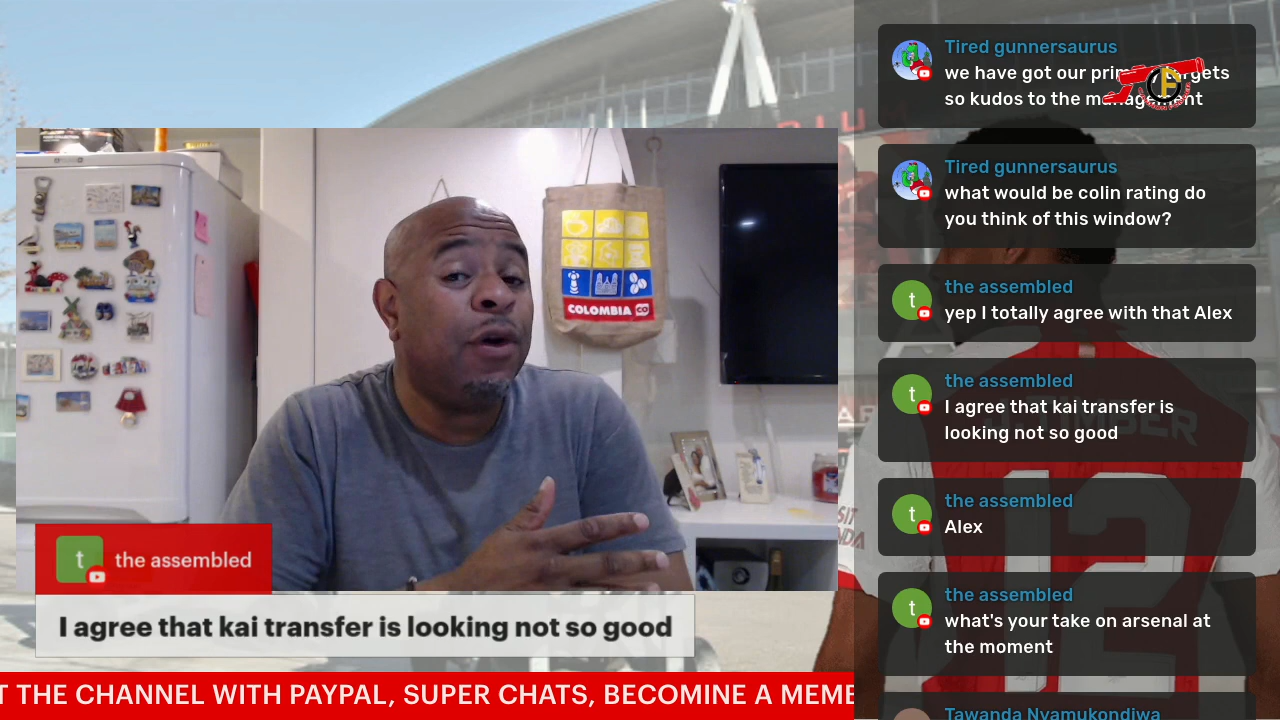 Tired gunnersaurus
we have got our
so kudos to the management
Tired gunnersaurus
what would be colin rating do
you think of this window?
t
the assembled
yep I totally agree with that Alex
t
the assembled
I agree that kai transfer is
looking not so good
t
the assembled
Alex
t
the assembled
what's your take on arsenal at
the moment
Tawanda Nyamukondiwa
COLOMBIA CO
t
the assembled
I agree that kai transfer is looking not so good
T THE CHANNEL WITH PAYPAL, SUPER CHATS, BECOMINE A MEME
12